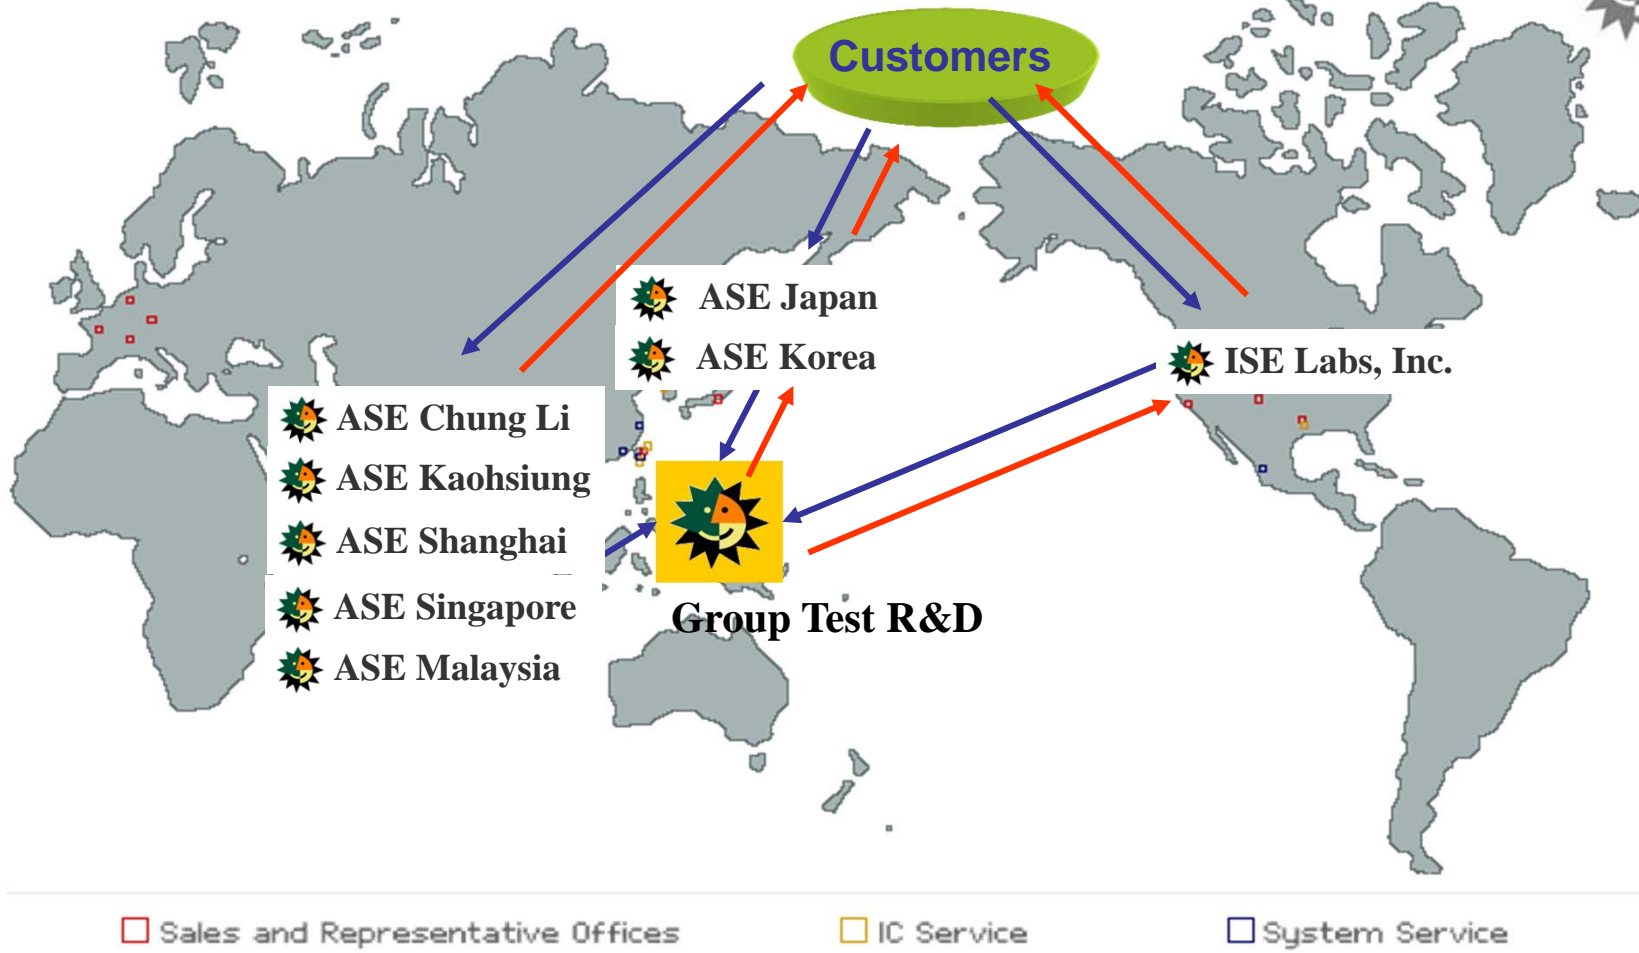 Customers
ASE Japan
ASE Korea
ISE Labs, Inc.
ASE Chung Li
ASE Kaohsiung
ASE Shanghai
ASE Singapore
ASE Malaysia
Group Test R&D
Sales and Representative Offices
IC Service
System Service